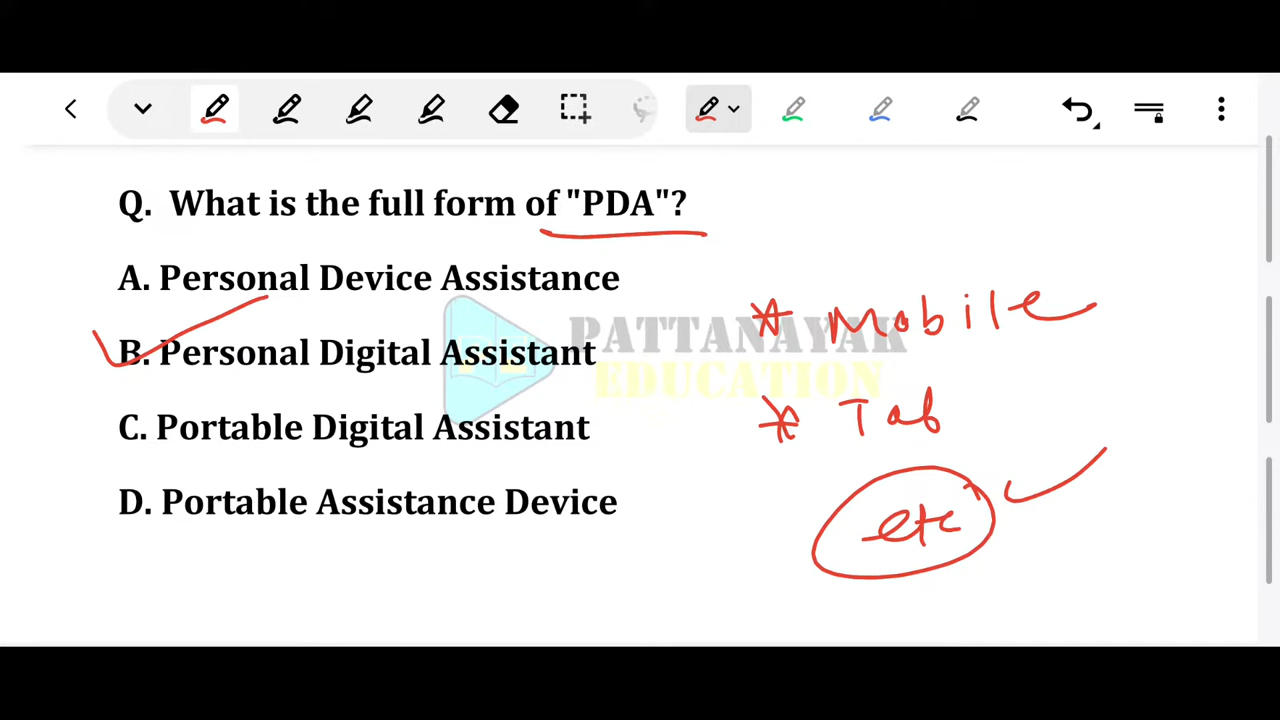 Q. What is the full form of "PDA"?
A. Personal Device Assistance
B. Personal Digital Assistant
C. Portable Digital Assistant
D. Portable Assistance Device
PATTANAYAK
EDUCATION
* Mobile
* Tab
etc